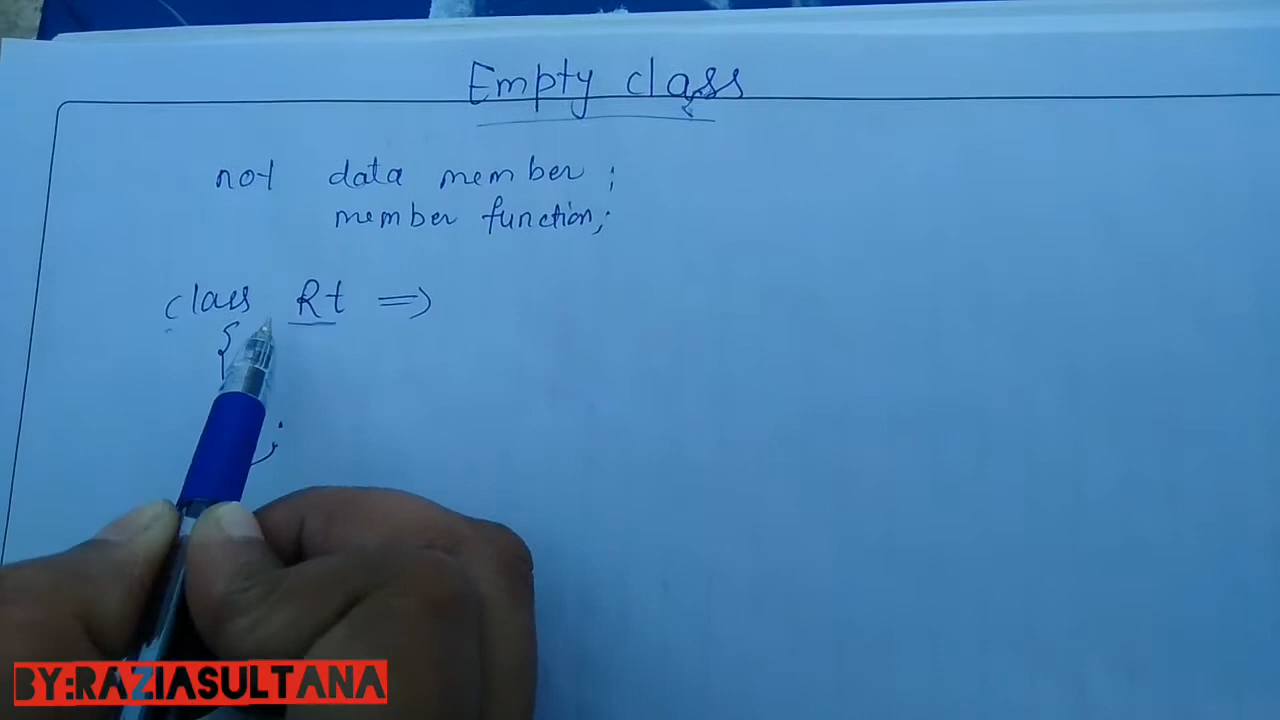 Empty class
not data member ;
member function;
class Rt =>
{
;
BY:RAZIASULTANA